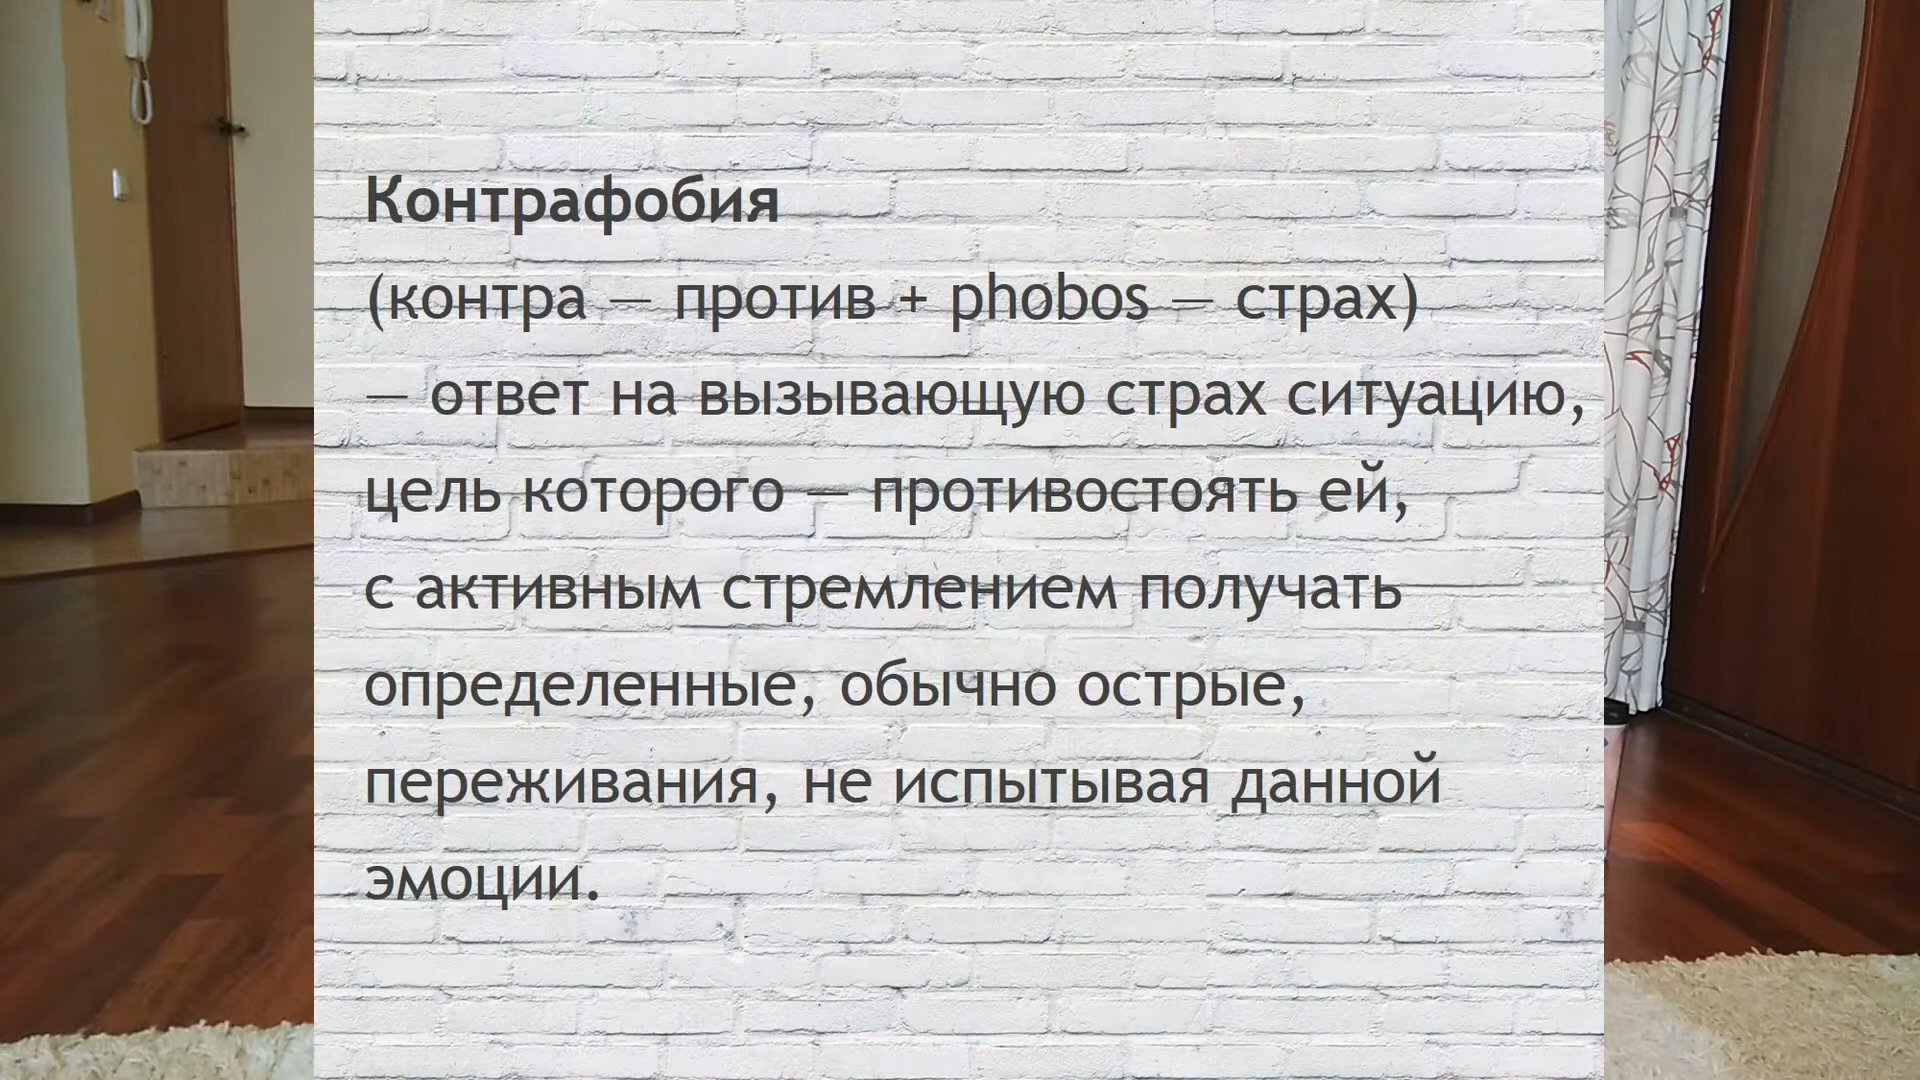 Контрафобия
(контра — против + phobos — страх)
— ответ на вызывающую страх ситуацию,
цель которого — противостоять ей,
с активным стремлением получать
определенные, обычно острые,
переживания, не испытывая данной
эмоции.